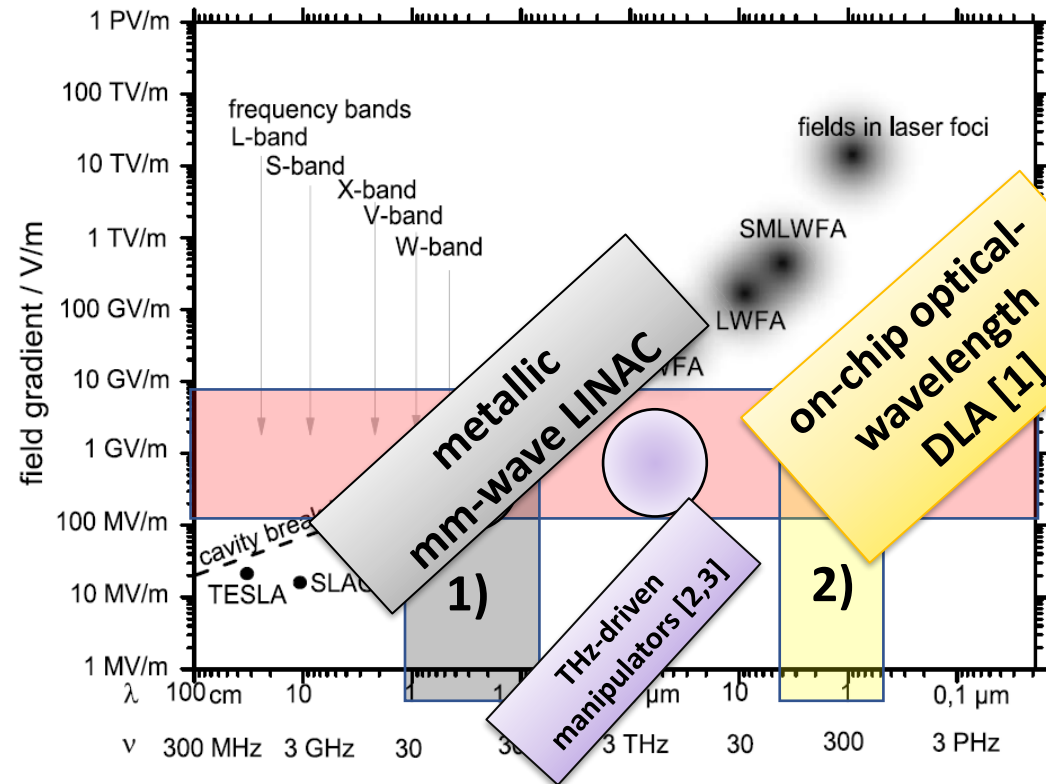 1 PV/m
100 TV/m
10 TV/m
1 TV/m
100 GV/m
10 GV/m
1 GV/m
100 MV/m
10 MV/m
1 MV/m
field gradient / V/m
frequency bands
L-band
S-band
X-band
V-band
W-band
fields in laser foci
SMLWFA
LWFA
metallic
mm-wave LINAC
on-chip optical-
wavelength
DLA [1]
THz-driven
manipulators [2,3]
cavity
TESLA
SLAC
1)
2)
λ 100 cm 10 1 1 µm 10 1 0,1 µm
ν 300 MHz 3 GHz 30 3 THz 30 300 3 PHz